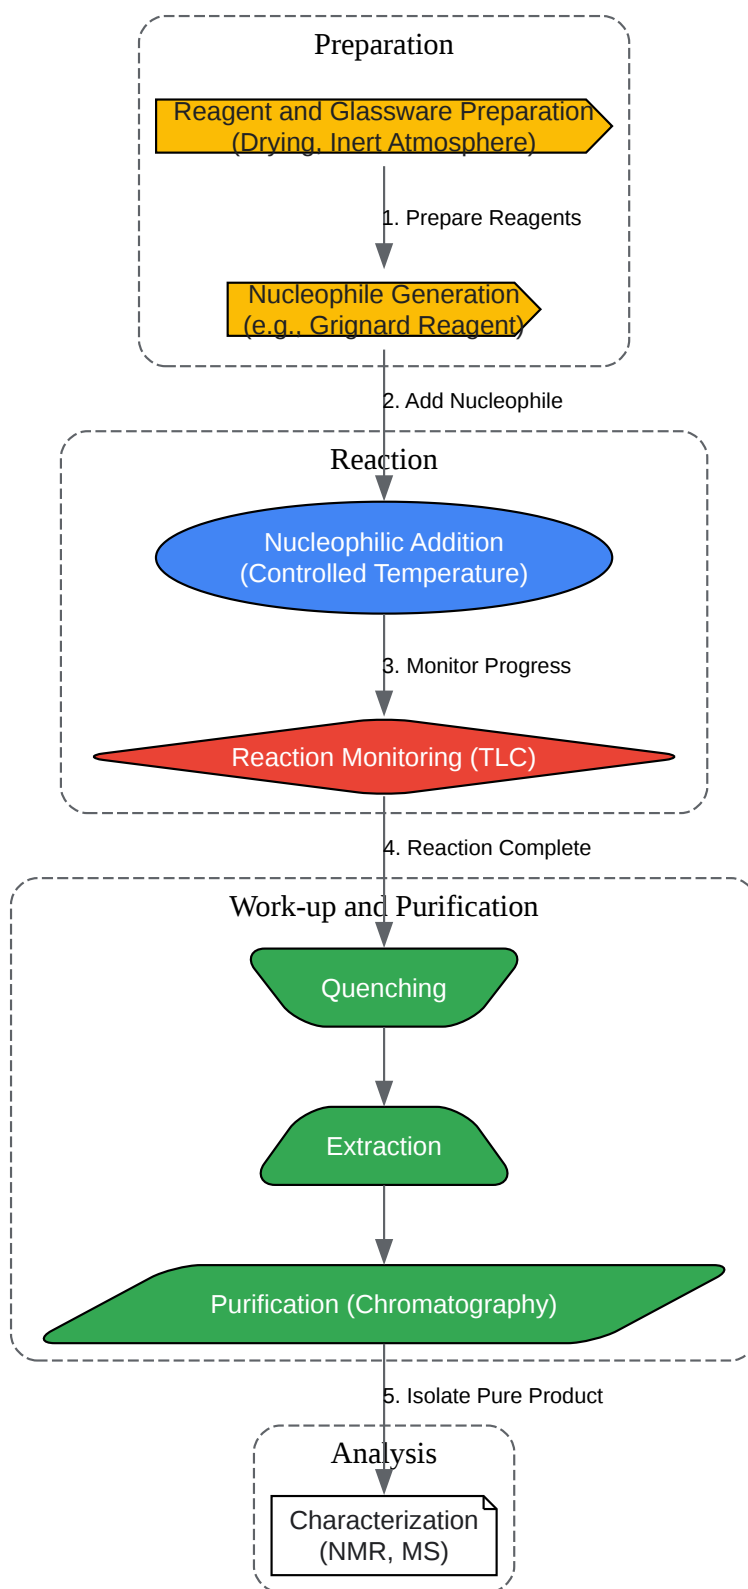 Preparation
Reagent and Glassware Preparation
(Drying, Inert Atmosphere)
1. Prepare Reagents
Nucleophile Generation
(e.g., Grignard Reagent)
2. Add Nucleophile
Reaction
Nucleophilic Addition
(Controlled Temperature)
3. Monitor Progress
Reaction Monitoring (TLC)
4. Reaction Complete
Work-up and Purification
Quenching
Extraction
Purification (Chromatography)
5. Isolate Pure Product
Analysis
Characterization
(NMR, MS)